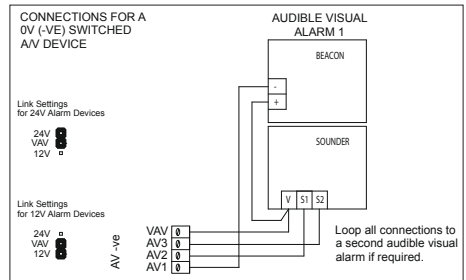 CONNECTIONS FOR A
0V (-VE) SWITCHED
A/V DEVICE
AUDIBLE VISUAL
ALARM 1
BEACON
-
+
SOUNDER
V S1 S2
Link Settings
for 24V Alarm Devices
24V
VAV
12V
Link Settings
for 12V Alarm Devices
24V
VAV
12V
AV -ve
VAV
AV3
AV2
AV1
Loop all connections to
a second audible visual
alarm if required.